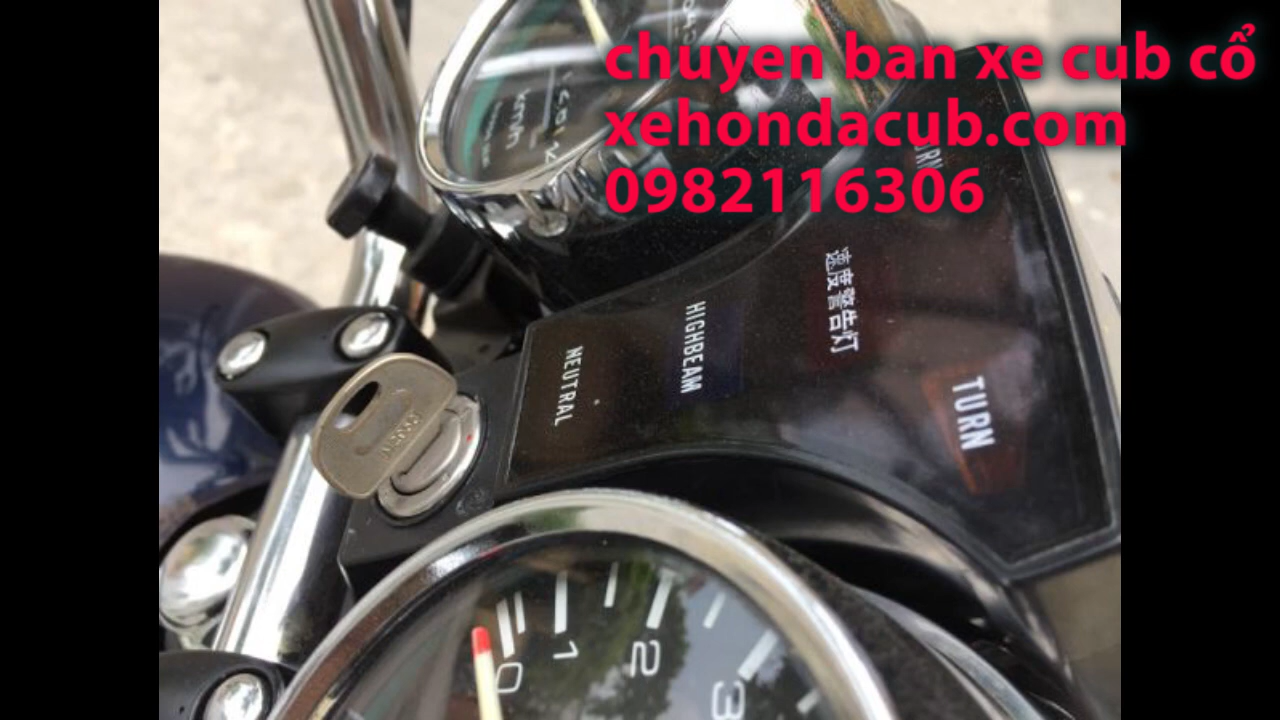 chuyen ban xe cub cổ
xehondacub.com
0982116306
km/h
速度警告灯
HIGHBEAM
NEUTRAL
TURN
0
1
2
3